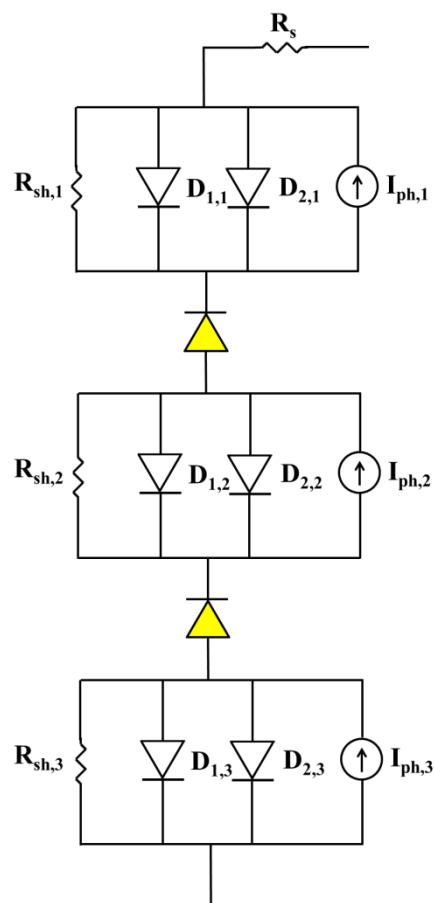 Rs
Rsh,1
D1,1
D2,1
Iph,1
Rsh,2
D1,2
D2,2
Iph,2
Rsh,3
D1,3
D2,3
Iph,3